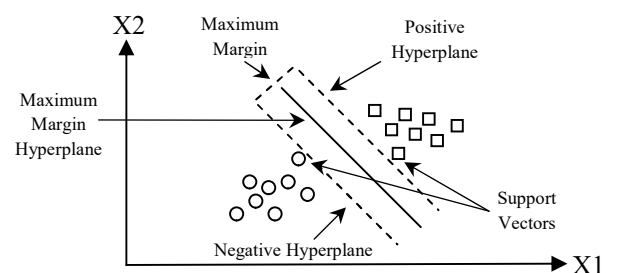 X2
Maximum
Margin
Positive
Hyperplane
Maximum
Margin
Hyperplane
Support
Vectors
Negative Hyperplane
X1